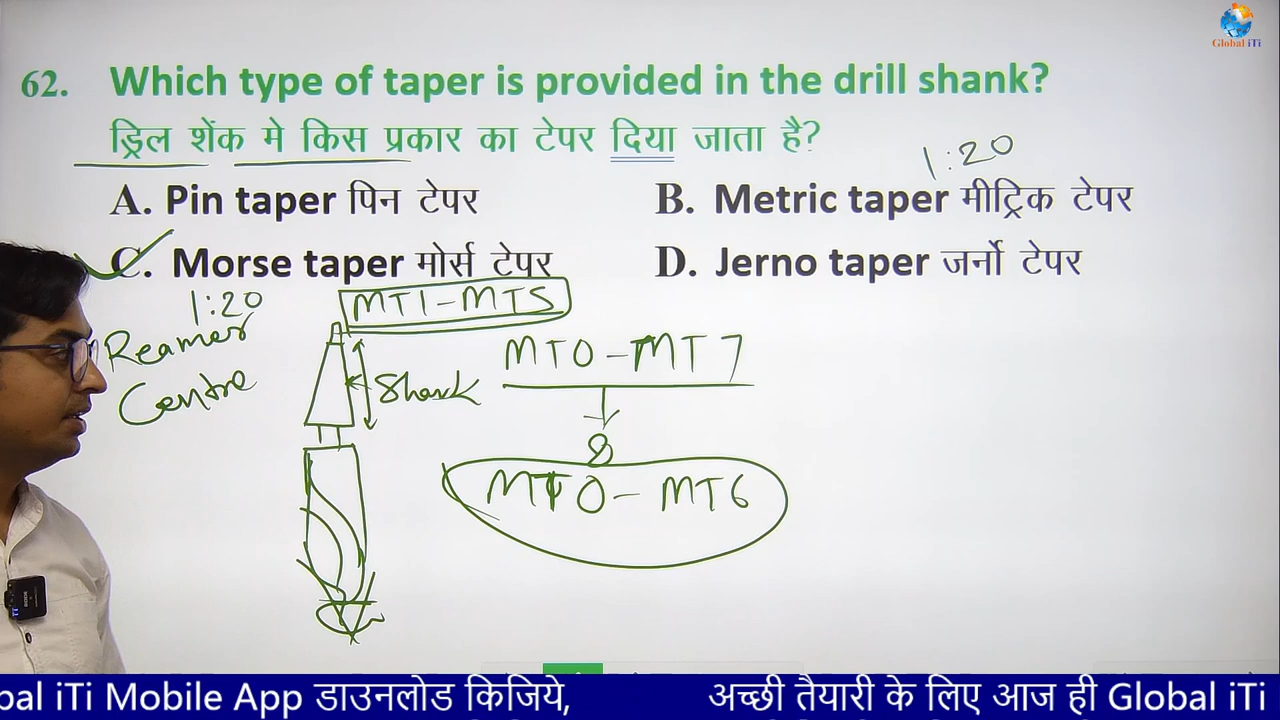 Global iTi
62. Which type of taper is provided in the drill shank?
ड्रिल शेंक मे किस प्रकार का टेपर दिया जाता है?
1:20
A. Pin taper पिन टेपर
B. Metric taper मीट्रिक टेपर
C. Morse taper मोर्स टेपर
D. Jerno taper जर्नो टेपर
1:20
MT1-MT5
Reamer
MT0-MT7
Centre
Shank
8
MT0-MT6
iTi
bal iTi Mobile App डाउनलोड किजिये, अच्छी तैयारी के लिए आज ही Global iTi